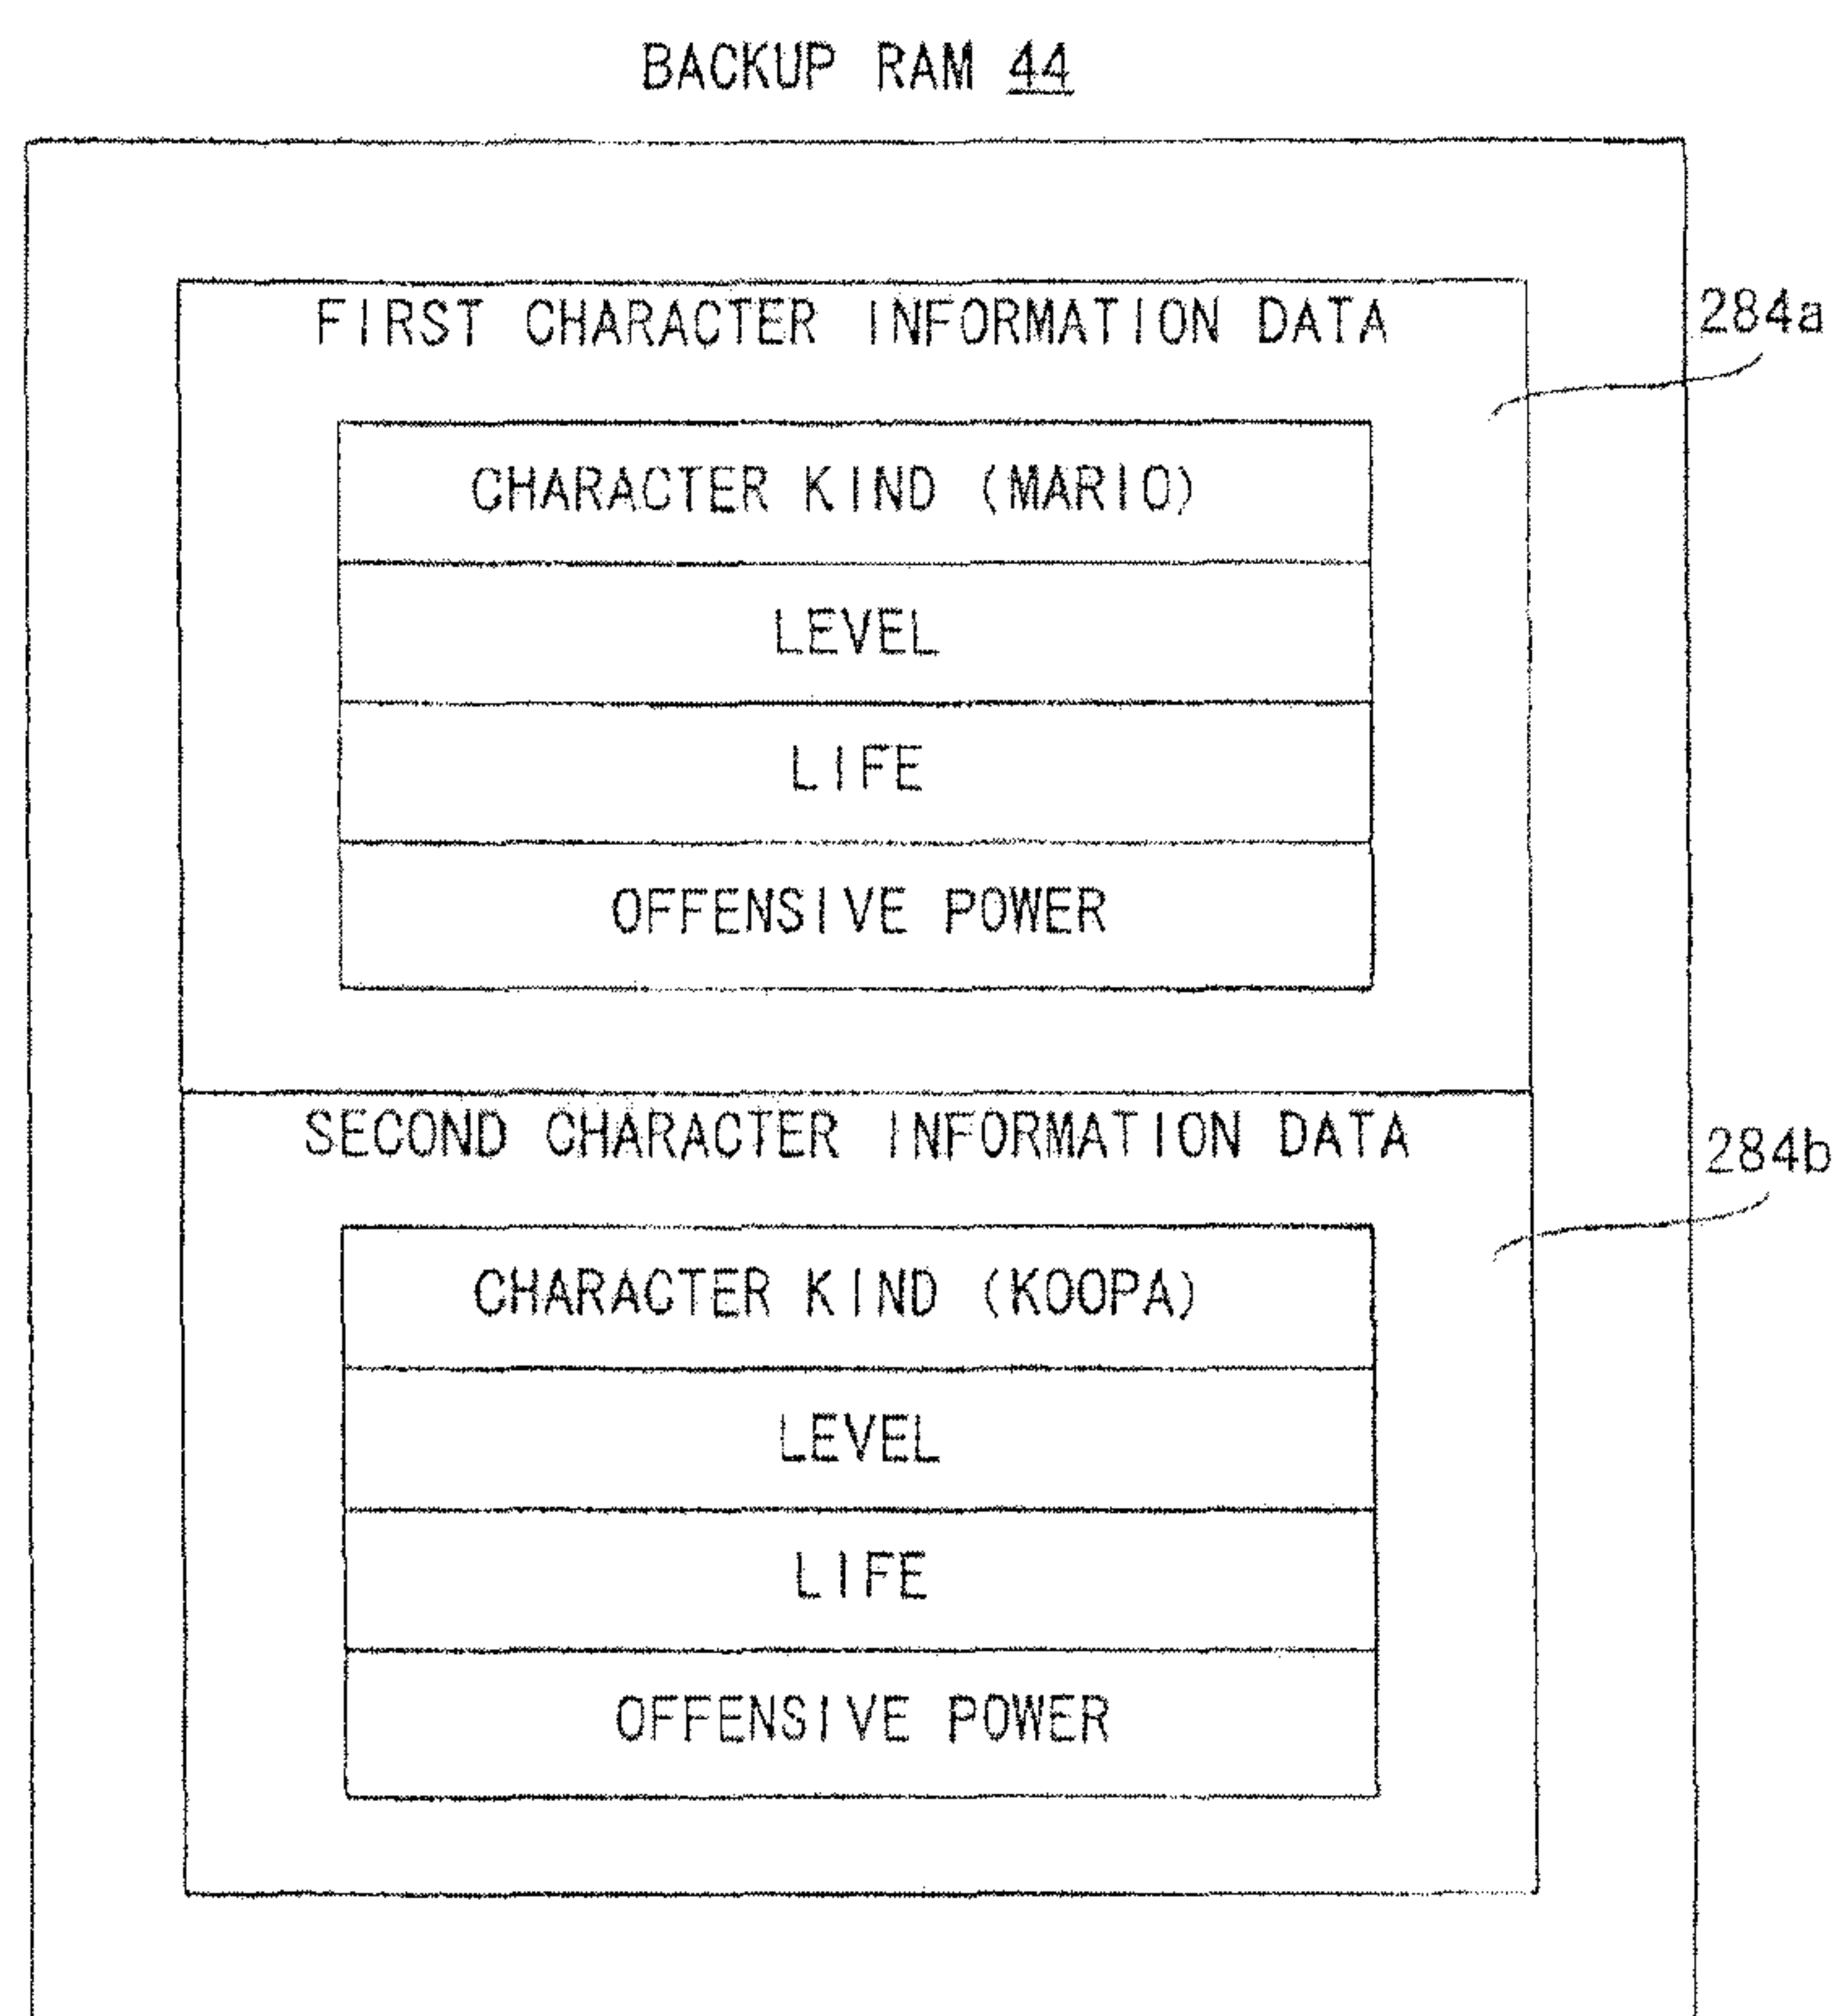 BACKUP RAM 44
FIRST CHARACTER INFORMATION DATA
284a
CHARACTER KIND (MARIO)
LEVEL
LIFE
OFFENSIVE POWER
SECOND CHARACTER INFORMATION DATA
284b
CHARACTER KIND (KOOPA)
LEVEL
LIFE
OFFENSIVE POWER